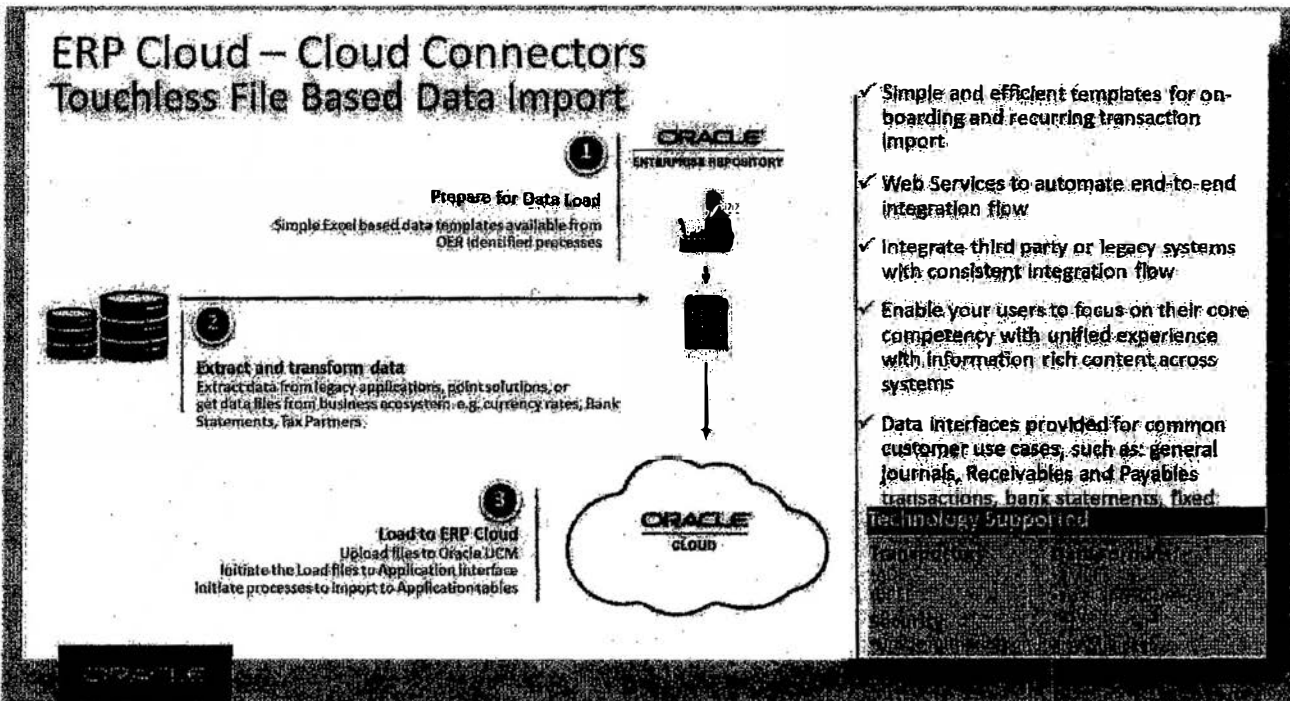 ERP Cloud – Cloud Connectors
Touchless File Based Data Import
1
ORACLE
ENTERPRISE REPOSITORY
Prepare for Data Load
Simple Excel based data templates available from
OER identified processes
2
Extract and transform data
Extract data from legacy applications, point solutions, or
get data files from business ecosystem e.g. currency rates, Bank
Statements, Tax Partners
3
Load to ERP Cloud
Upload files to Oracle UCM
Initiate the Load files to Application Interface
Initiate processes to import to Application tables
ORACLE
CLOUD
✓ Simple and efficient templates for on-
boarding and recurring transaction
import
✓ Web Services to automate end-to-end
integration flow
✓ Integrate third party or legacy systems
with consistent integration flow
✓ Enable your users to focus on their core
competency with unified experience
with information rich content across
systems
✓ Data Interfaces provided for common
customer use cases, such as: general
Journals, Receivables and Payables
transactions, bank statements, fixed
Technology Supported
Security
ORACLE